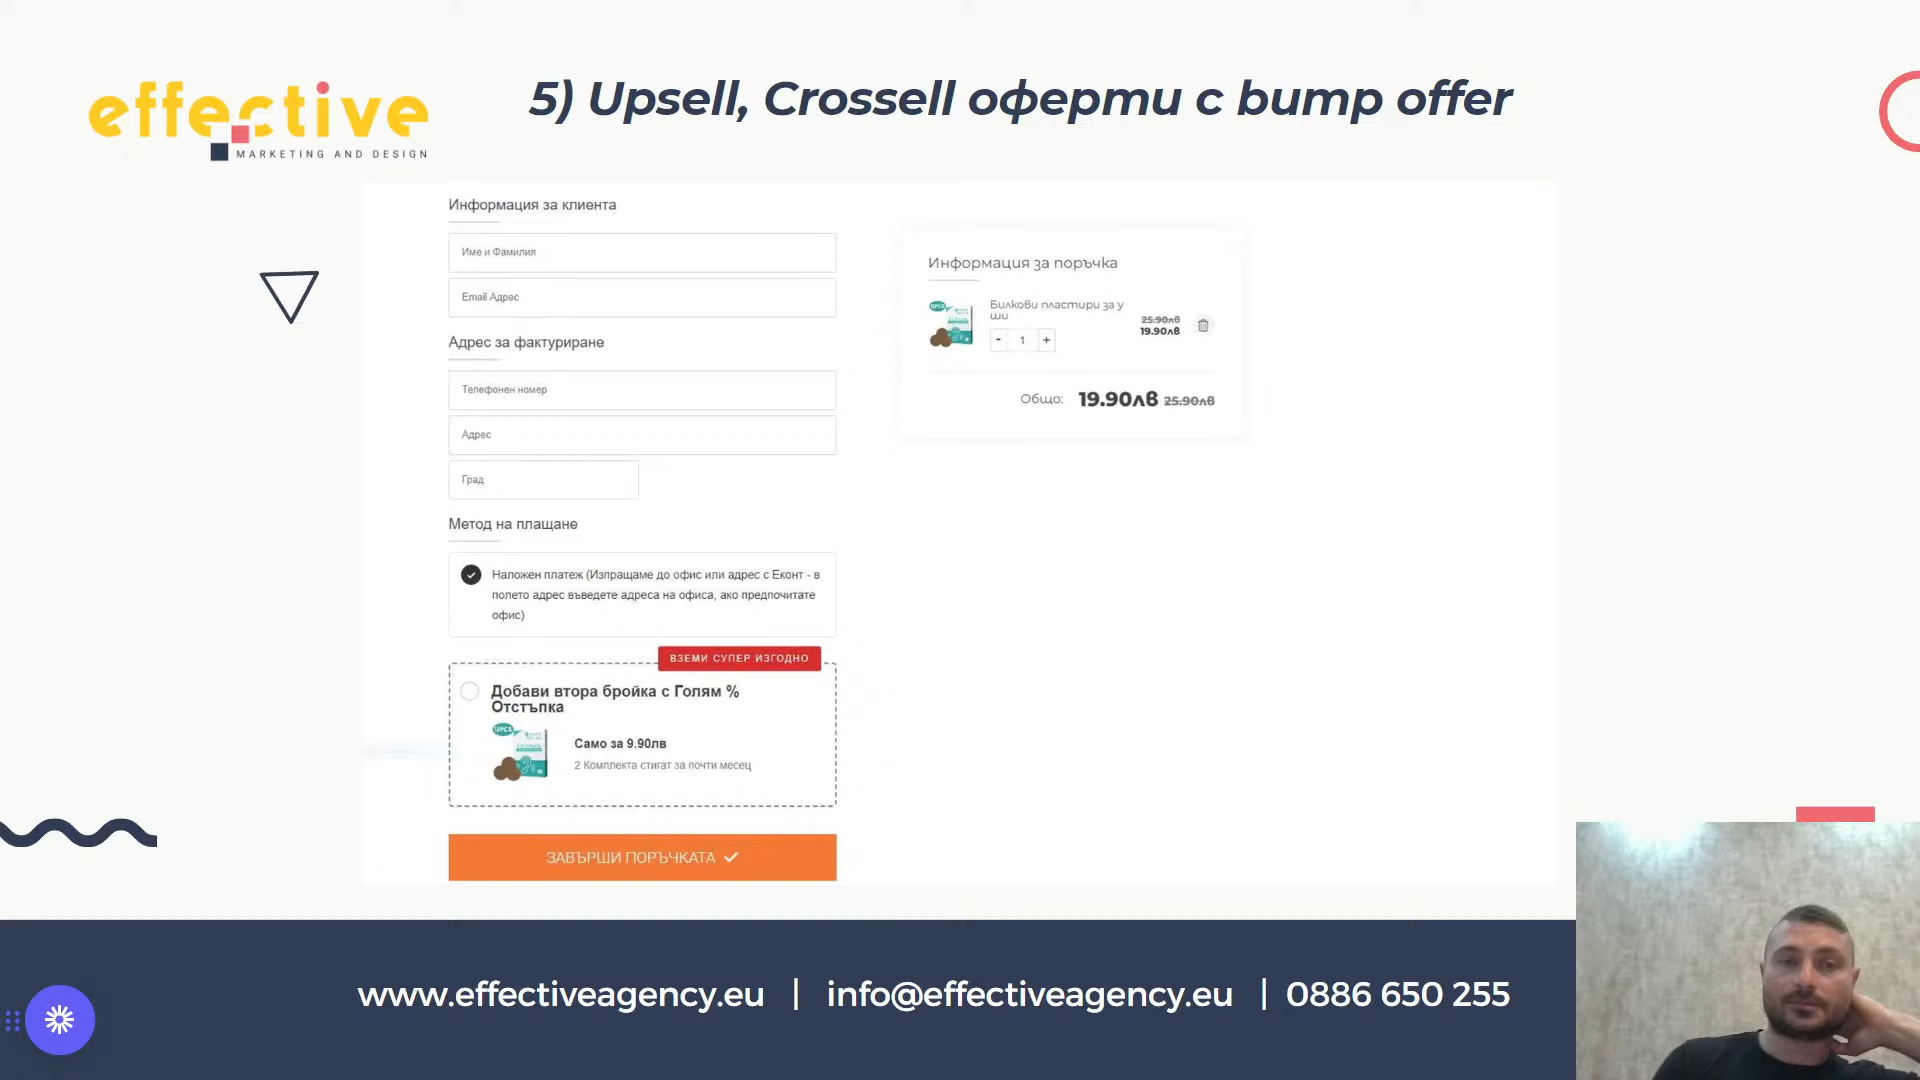 effective
MARKETING AND DESIGN
5) Upsell, Crossell оферти с bump offer
Информация за клиента
Име и Фамилия
Email Адрес
Адрес за фактуриране
Телефонен номер
Адрес
Град
Метод на плащане
Наложен платеж (Изпращаме до офис или адрес с Еконт - в
полето адрес въведете адреса на офиса, ако предпочитате
офис)
ВЗЕМИ СУПЕР ИЗГОДНО
Добави втора бройка с Голям %
Отстъпка
12PCS
Само за 9.90лв
2 Комплекта стигат за почти месец
ЗАВЪРШИ ПОРЪЧКАТА
Информация за поръчка
12PCS
Билкови пластири за у
ши
- 1 +
25.90лв
19.90лв
Общо: 19.90лв 25.90лв
www.effectiveagency.eu | info@effectiveagency.eu | 0886 650 255